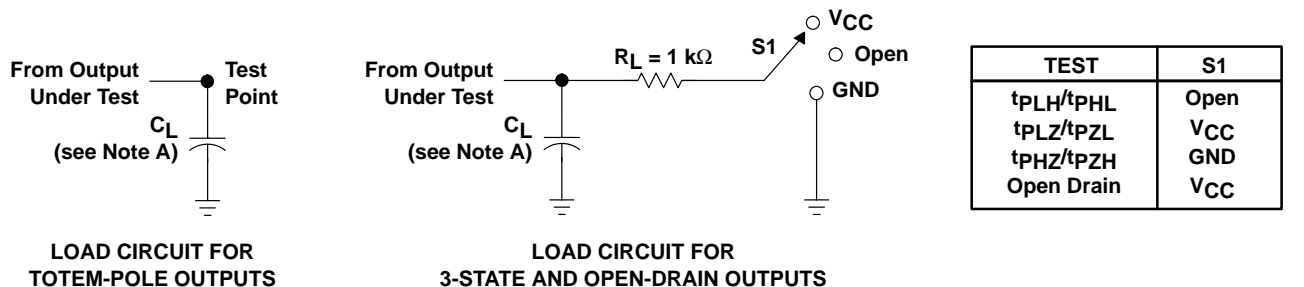 From Output
Under Test
Test
Point
CL
(see Note A)
LOAD CIRCUIT FOR
TOTEM-POLE OUTPUTS
From Output
Under Test
CL
(see Note A)
RL = 1 kΩ
S1
VCC
Open
GND
LOAD CIRCUIT FOR
3-STATE AND OPEN-DRAIN OUTPUTS
TEST S1
tPLH/tPHL Open
tPLZ/tPZL VCC
tPHZ/tPZH GND
Open Drain VCC